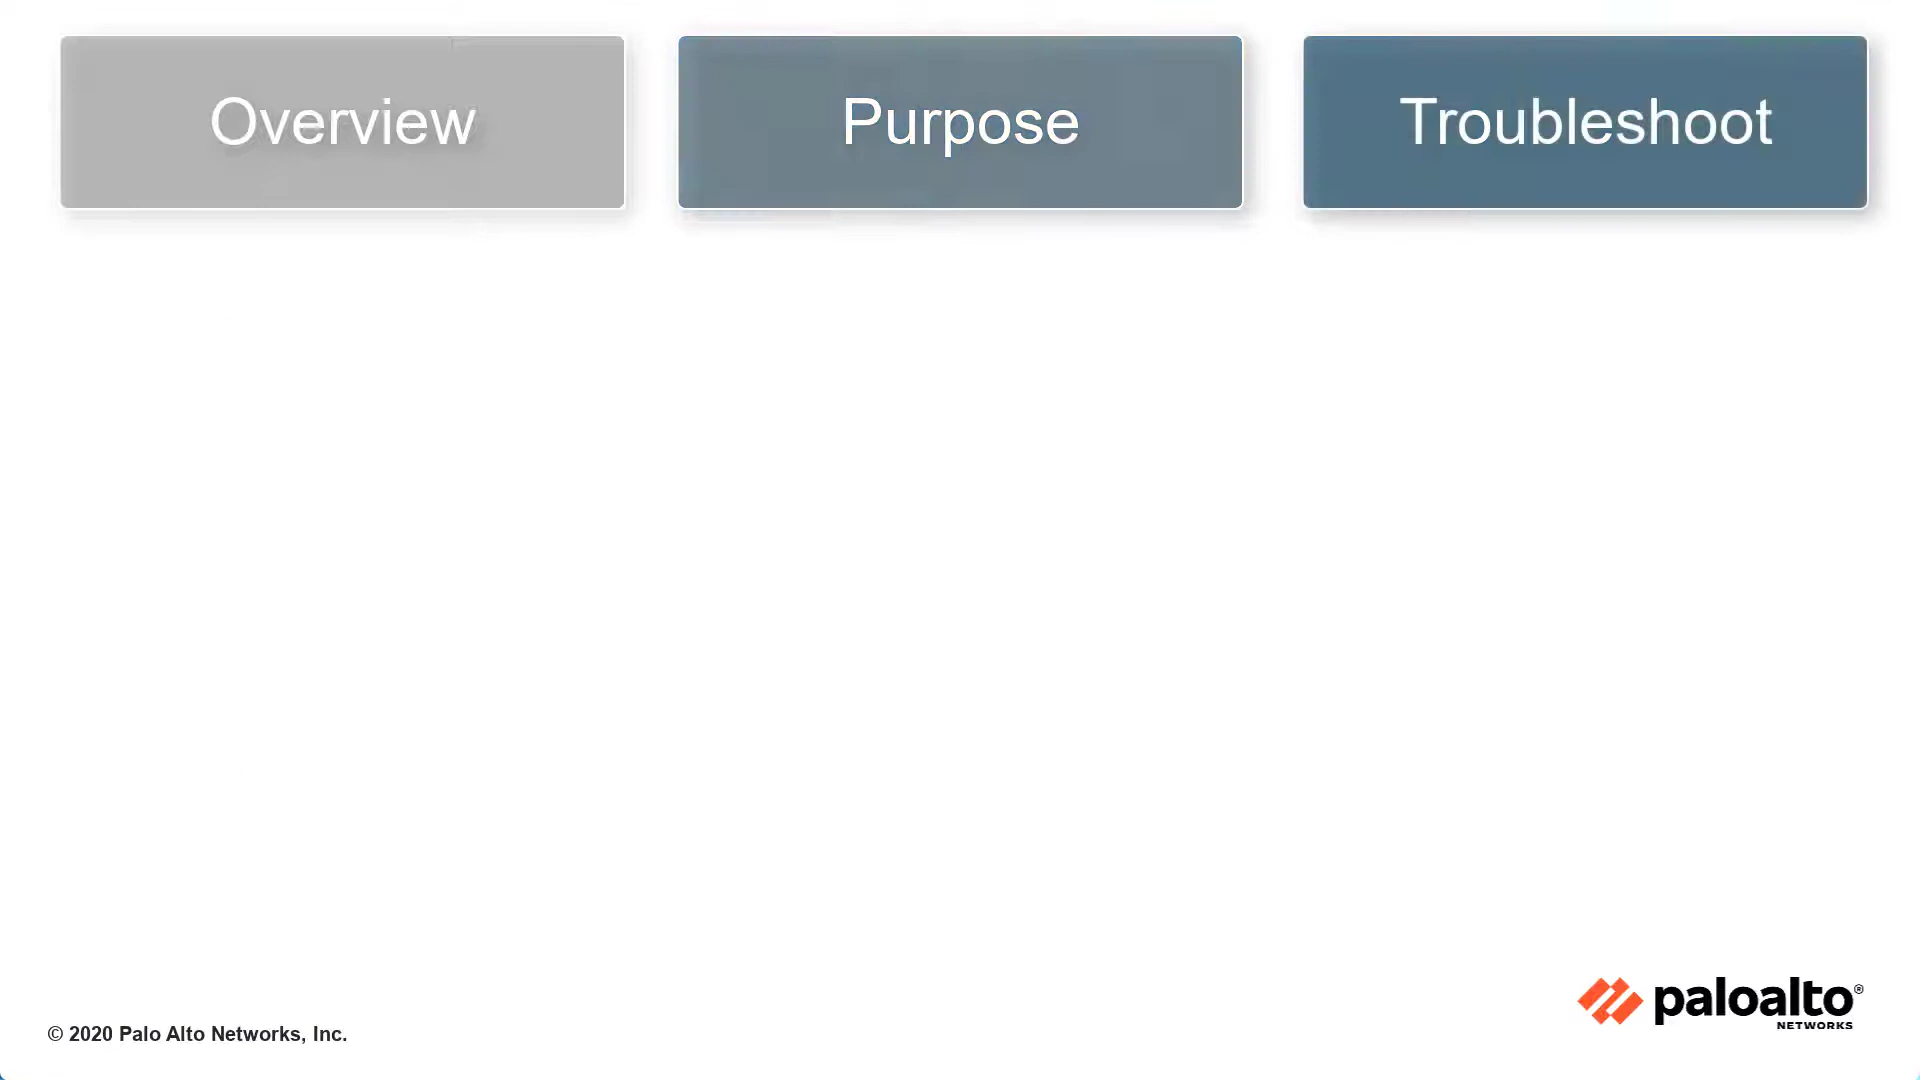 Overview
Purpose
Troubleshoot
© 2020 Palo Alto Networks, Inc.
paloalto®
NETWORKS